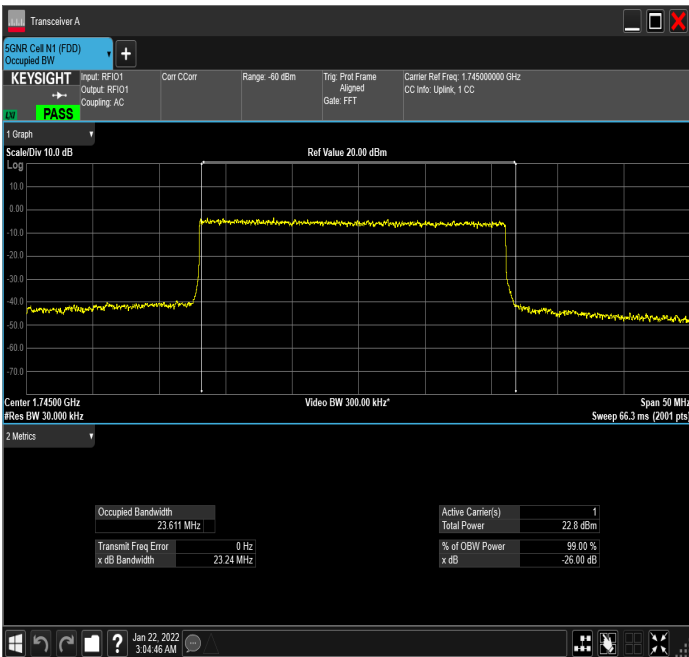 Transceiver A
5GNR Cell N1 (FDD)
Occupied BW
KEYSIGHT Input: RFIO1 Corr CCorr Range: -60 dBm Trig: Prot Frame Carrier Ref Freq: 1.745000000 GHz
Output: RFIO1 Aligned CC Info: Uplink, 1 CC
Coupling: AC Gate: FFT
PASS
1 Graph
Scale/Div 10.0 dB Ref Value 20.00 dBm
Log
10.0
0.00
-10.0
-20.0
-30.0
-40.0
-50.0
-60.0
-70.0
Center 1.74500 GHz Video BW 300.00 kHz* Span 50 MHz
#Res BW 30.000 kHz Sweep 66.3 ms (2001 pts)
2 Metrics
Occupied Bandwidth Active Carrier(s) 1
23.611 MHz Total Power 22.8 dBm
Transmit Freq Error 0 Hz % of OBW Power 99.00 %
x dB Bandwidth 23.24 MHz x dB -26.00 dB
? Jan 22, 2022
3:04:46 AM